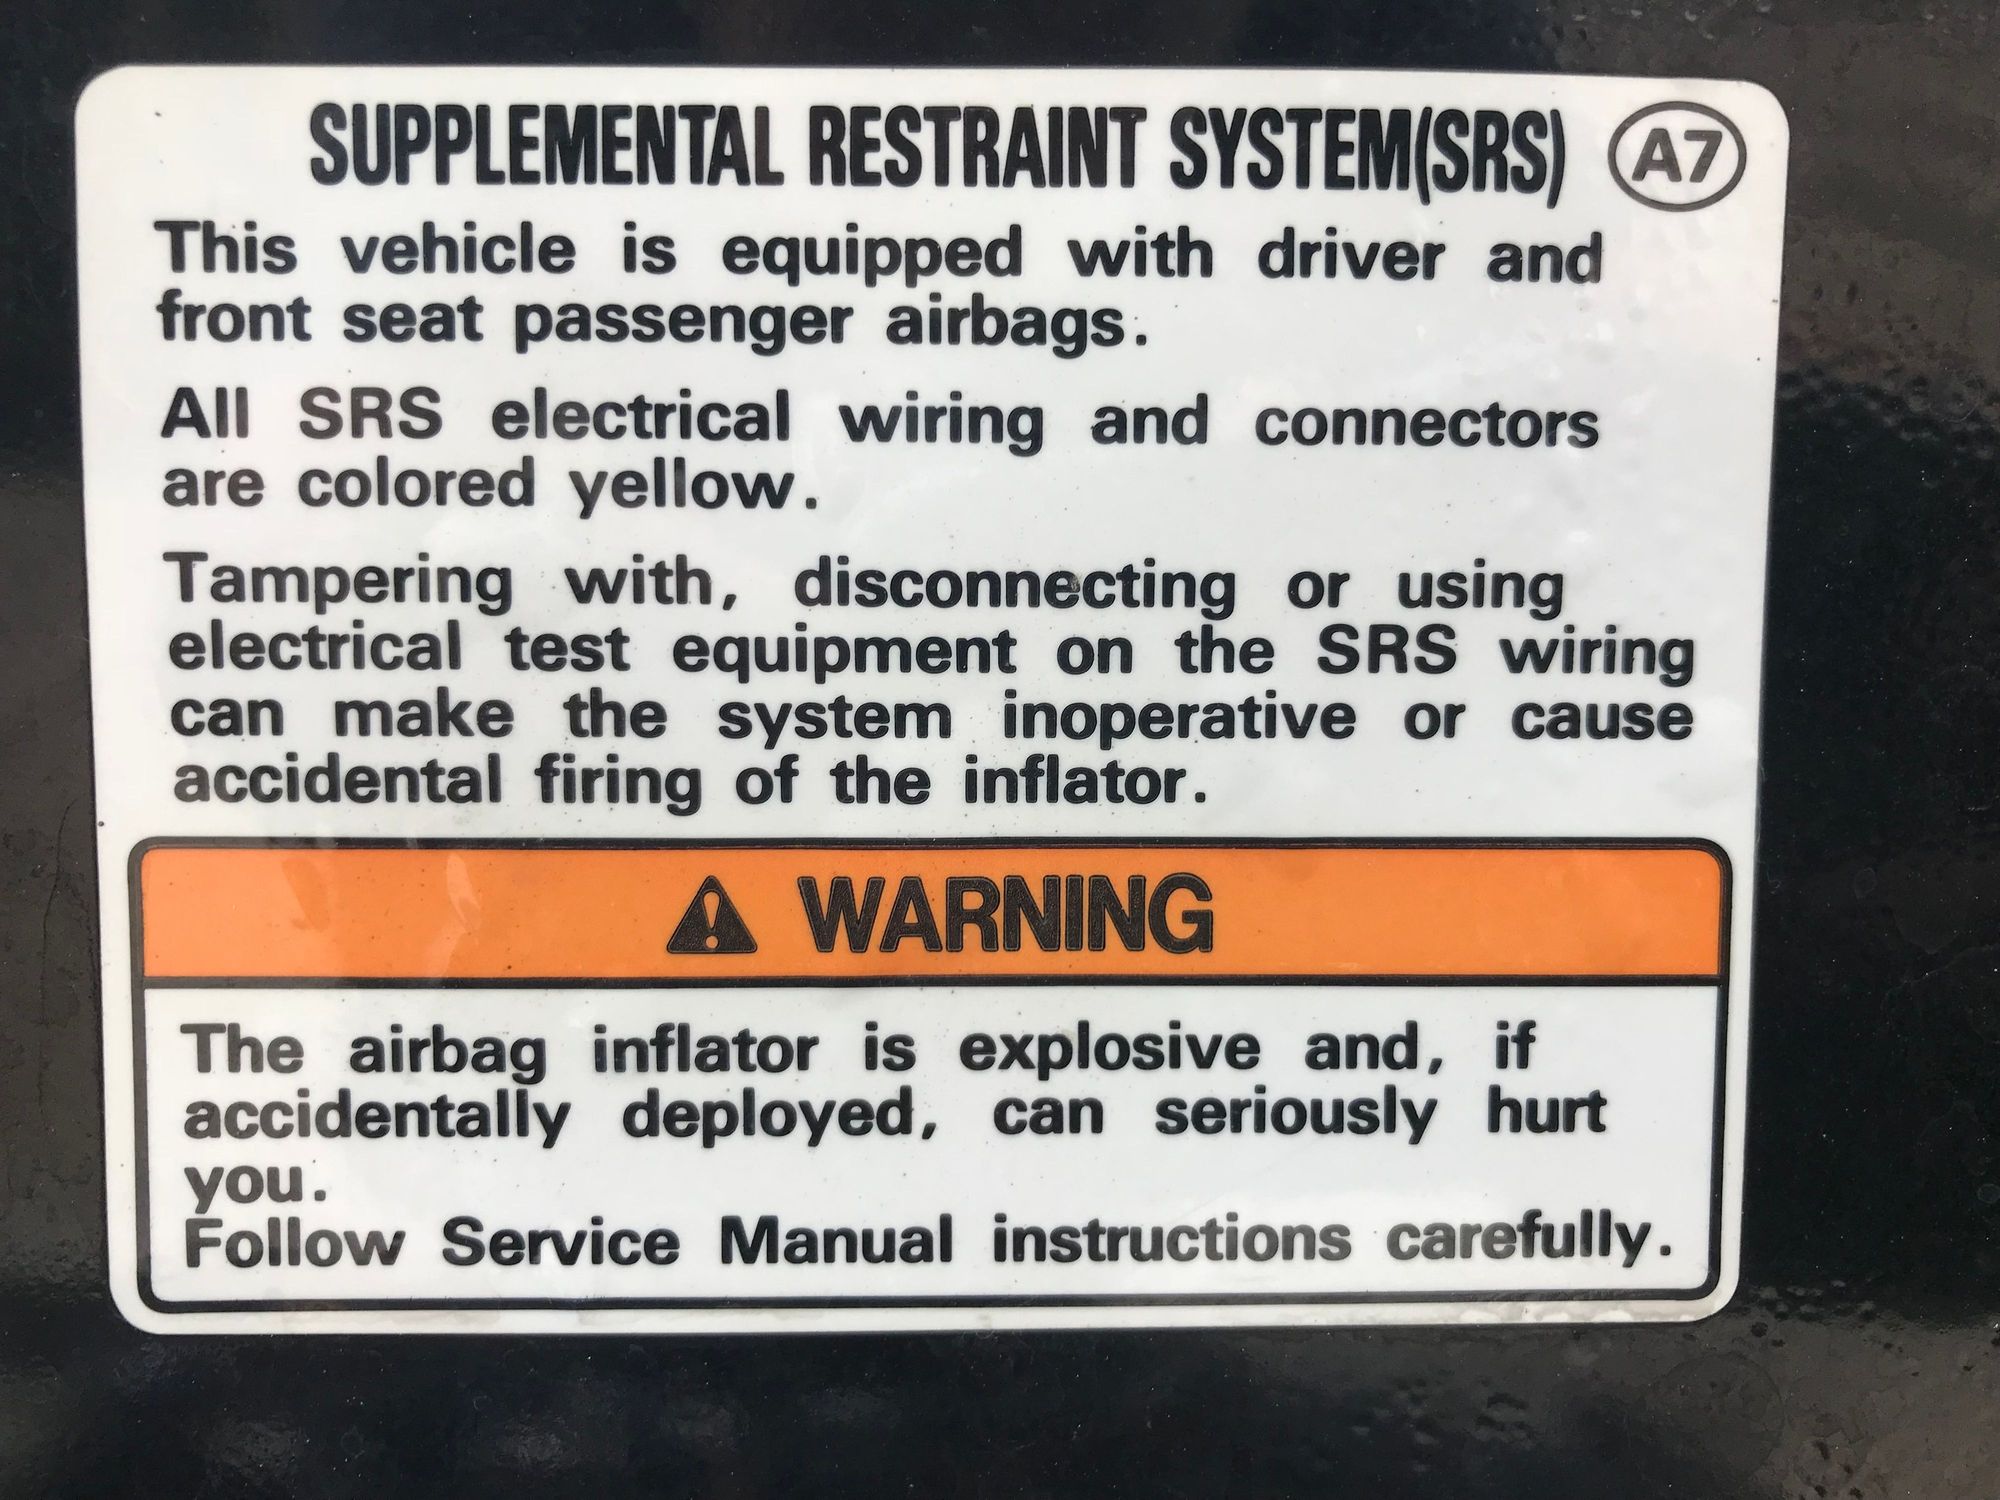 SUPPLEMENTAL RESTRAINT SYSTEM(SRS) A7
This vehicle is equipped with driver and
front seat passenger airbags.
All SRS electrical wiring and connectors
are colored yellow.
Tampering with, disconnecting or using
electrical test equipment on the SRS wiring
can make the system inoperative or cause
accidental firing of the inflator.
WARNING
The airbag inflator is explosive and, if
accidentally deployed, can seriously hurt
you.
Follow Service Manual instructions carefully.